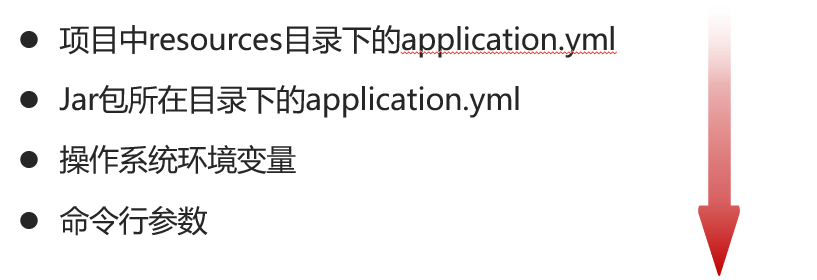 ● 项目中resources目录下的application.yml
● Jar包所在目录下的application.yml
● 操作系统环境变量
● 命令行参数